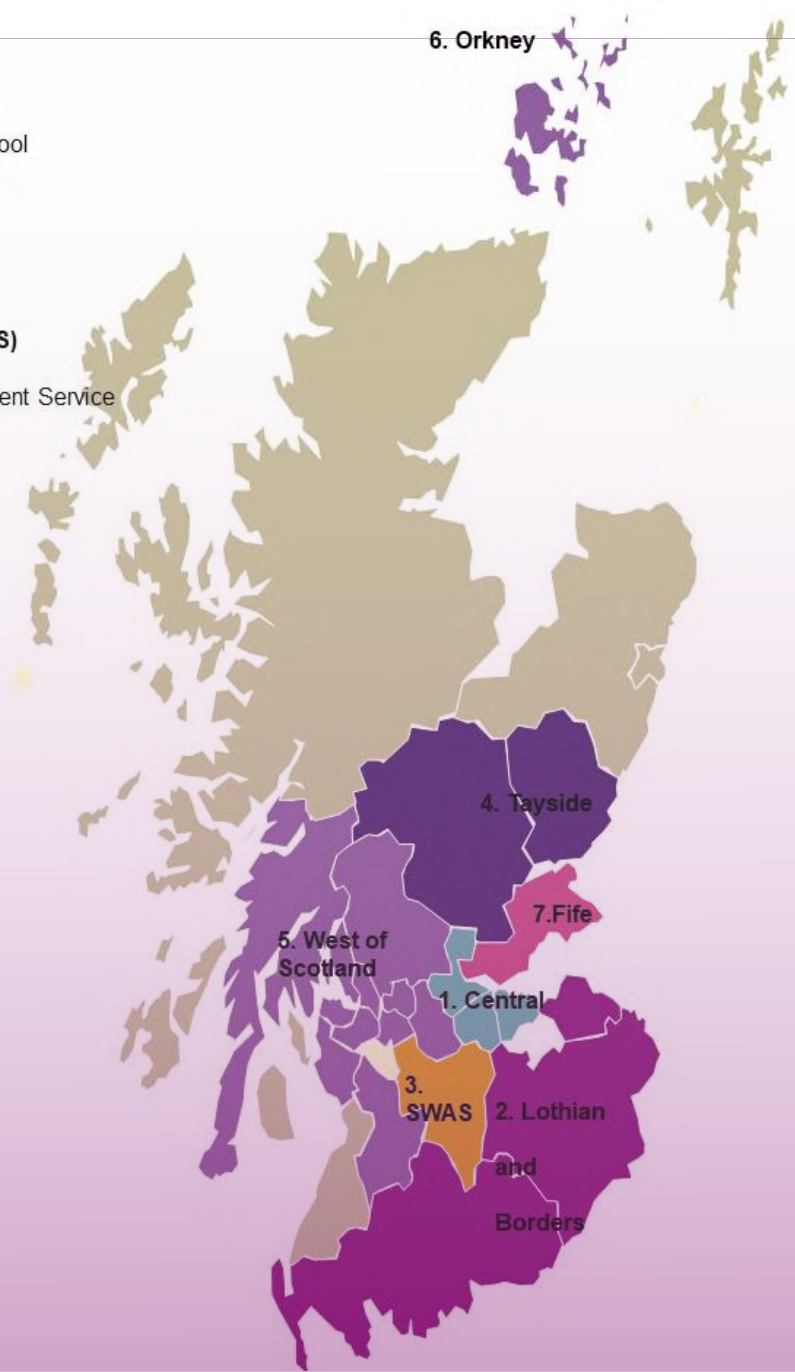 6. Orkney
ool
S)
ent Service
4. Tayside
7.Fife
5. West of
Scotland
1. Central
3.
SWAS
2. Lothian
and
Borders